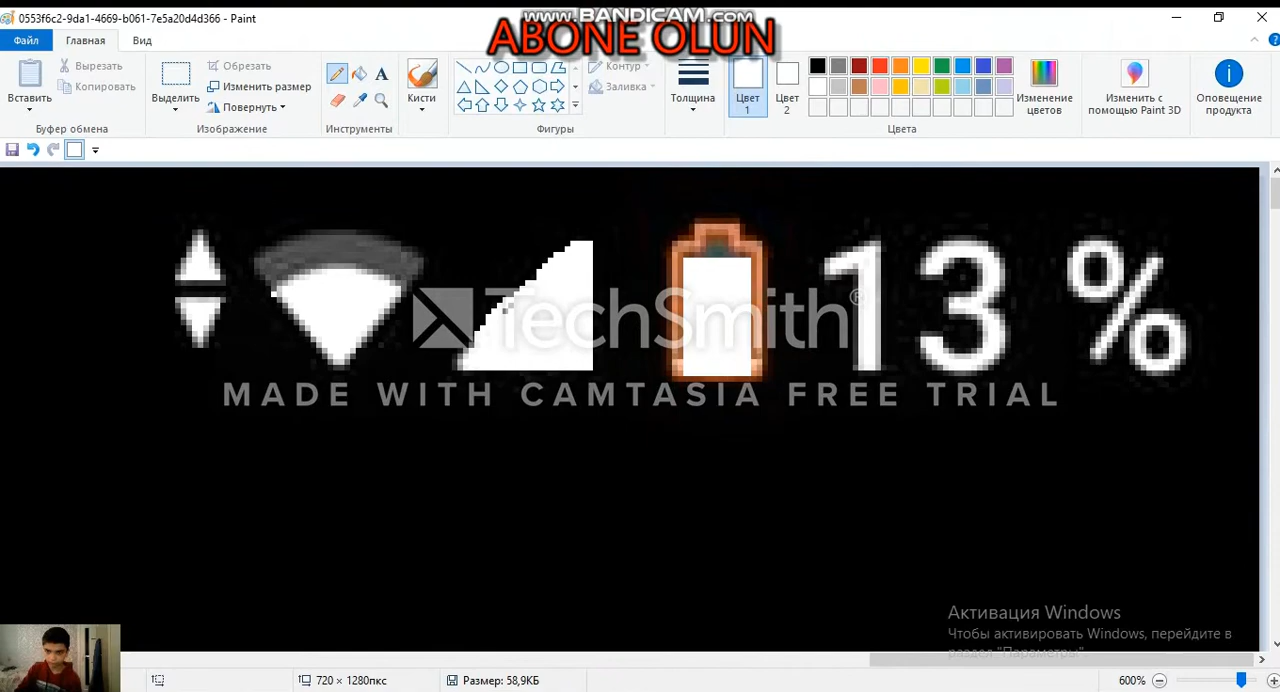 www.BANDICAM.com
0553f6c2-9da1-4669-b061-7e5a20d4d366 - Paint
ABONE OLUN
Файл Главная Вид
Вставить
Вырезать
Копировать
Буфер обмена
Выделить
Обрезать
Изменить размер
Повернуть
Изображение
A
Инструменты
Кисти
Контур
Заливка
Фигуры
Толщина
Цвет 1
Цвет 2
Изменение цветов
Цвета
Изменить с помощью Paint 3D
Оповещение продукта
13 %
TechSmith®
MADE WITH CAMTASIA FREE TRIAL
Активация Windows
Чтобы активировать Windows, перейдите в
раздел "Параметры".
720 × 1280пкс
Размер: 58,9КБ
600%